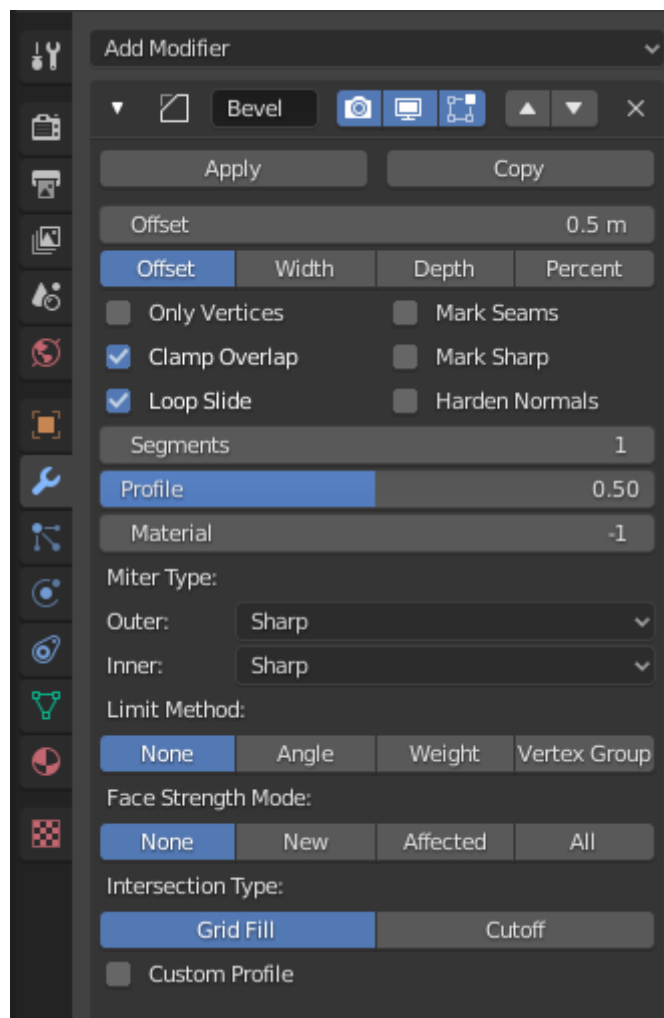 Add Modifier
Bevel
Apply Copy
Offset 0.5 m
Offset Width Depth Percent
Only Vertices Mark Seams
Clamp Overlap Mark Sharp
Loop Slide Harden Normals
Segments 1
Profile 0.50
Material -1
Miter Type:
Outer: Sharp
Inner: Sharp
Limit Method:
None Angle Weight Vertex Group
Face Strength Mode:
None New Affected All
Intersection Type:
Grid Fill Cutoff
Custom Profile